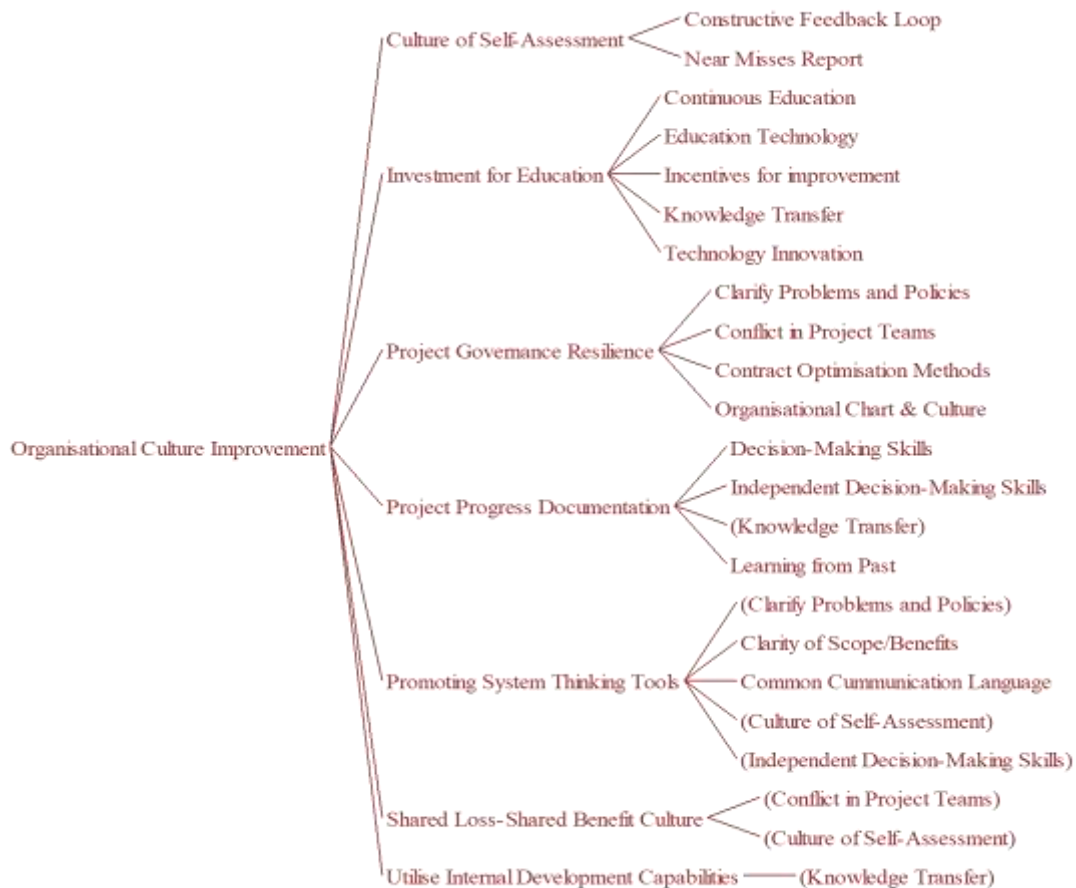 Organisational Culture Improvement
Culture of Self-Assessment
Constructive Feedback Loop
Near Misses Report
Investment for Education
Continuous Education
Education Technology
Incentives for improvement
Knowledge Transfer
Technology Innovation
Project Governance Resilience
Clarify Problems and Policies
Conflict in Project Teams
Contract Optimisation Methods
Organisational Chart & Culture
Project Progress Documentation
Decision-Making Skills
Independent Decision-Making Skills
(Knowledge Transfer)
Learning from Past
Promoting System Thinking Tools
(Clarify Problems and Policies)
Clarity of Scope/Benefits
Common Cummunication Language
(Culture of Self-Assessment)
(Independent Decision-Making Skills)
Shared Loss-Shared Benefit Culture
(Conflict in Project Teams)
(Culture of Self-Assessment)
Utilise Internal Development Capabilities
(Knowledge Transfer)